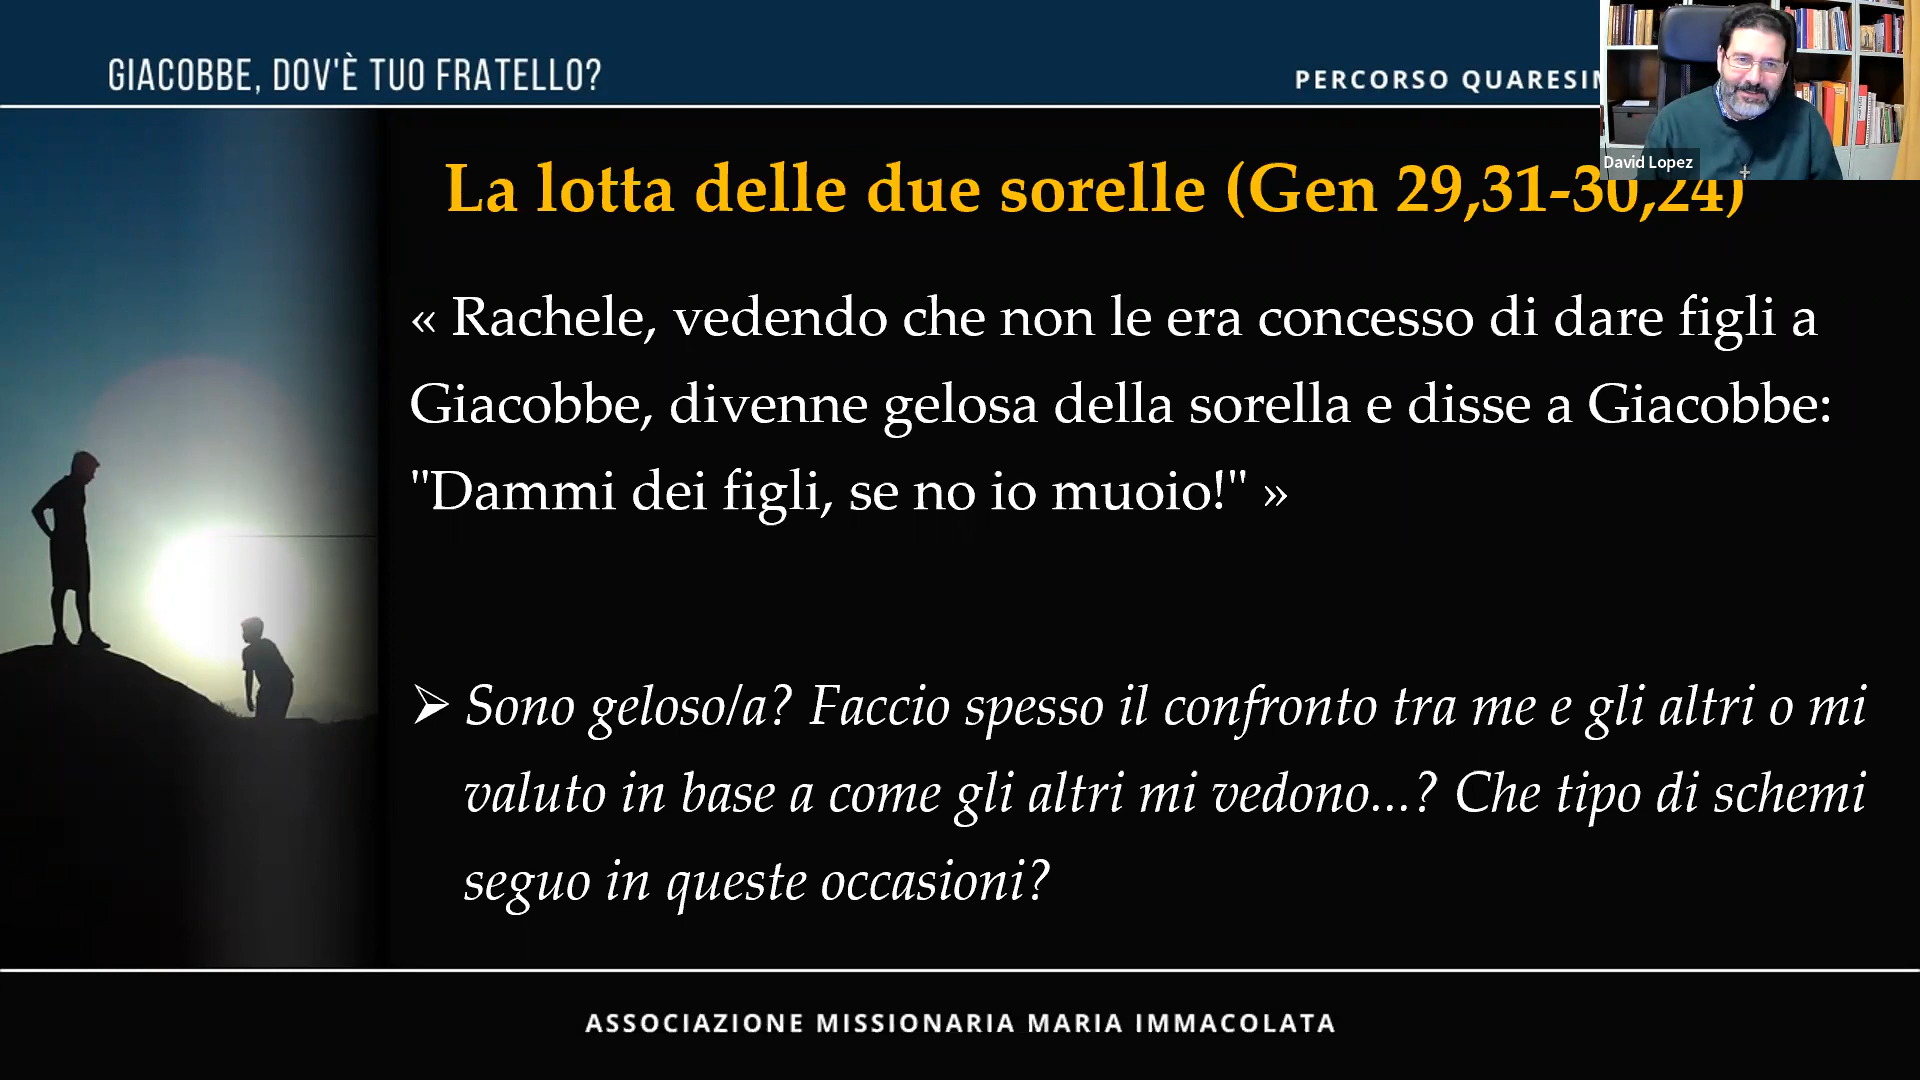 GIACOBBE, DOV'È TUO FRATELLO?
PERCORSO
David Lopez
La lotta delle due sorelle (Gen 29,31-30,24)
« Rachele, vedendo che non le era concesso di dare figli a
Giacobbe, divenne gelosa della sorella e disse a Giacobbe:
"Dammi dei figli, se no io muoio!" »
➢ Sono geloso/a? Faccio spesso il confronto tra me e gli altri o mi
valuto in base a come gli altri mi vedono...? Che tipo di schemi
seguo in queste occasioni?
ASSOCIAZIONE MISSIONARIA MARIA IMMACOLATA